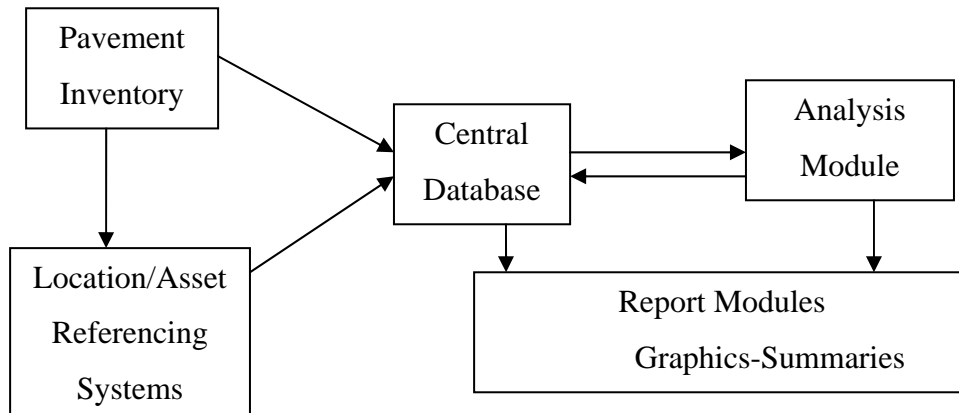 Pavement
Inventory
Central
Database
Analysis
Module
Location/Asset
Referencing
Systems
Report Modules
Graphics-Summaries